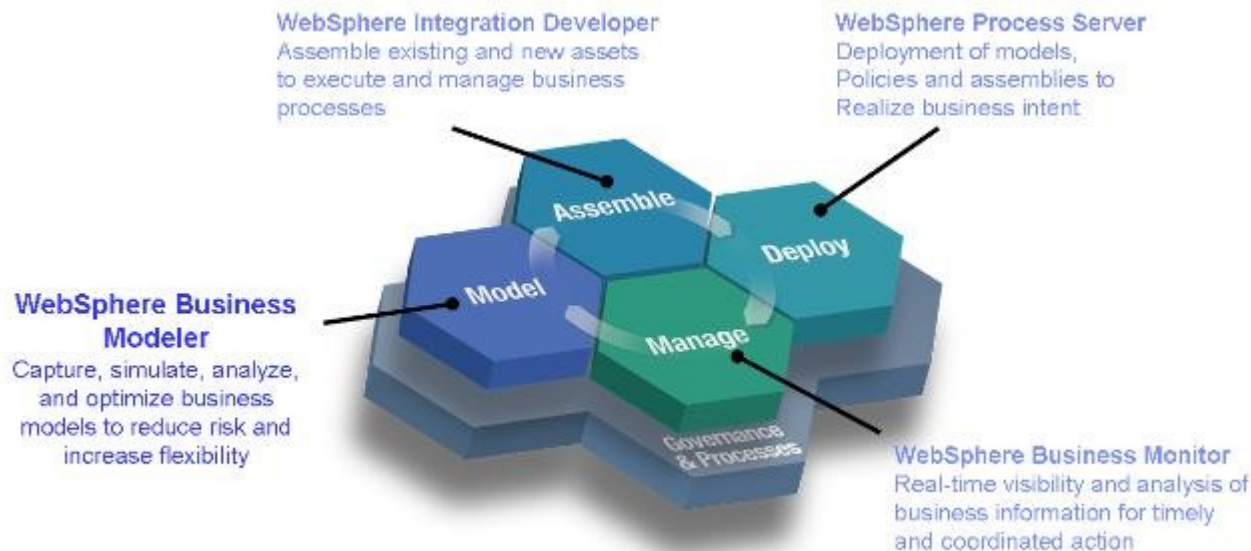 WebSphere Integration Developer
Assemble existing and new assets
to execute and manage business
processes
WebSphere Process Server
Deployment of models,
Policies and assemblies to
Realize business intent
Assemble
Deploy
Model
Manage
WebSphere Business
Modeler
Capture, simulate, analyze,
and optimize business
models to reduce risk and
increase flexibility
Governance
& Processes
WebSphere Business Monitor
Real-time visibility and analysis of
business information for timely
and coordinated action